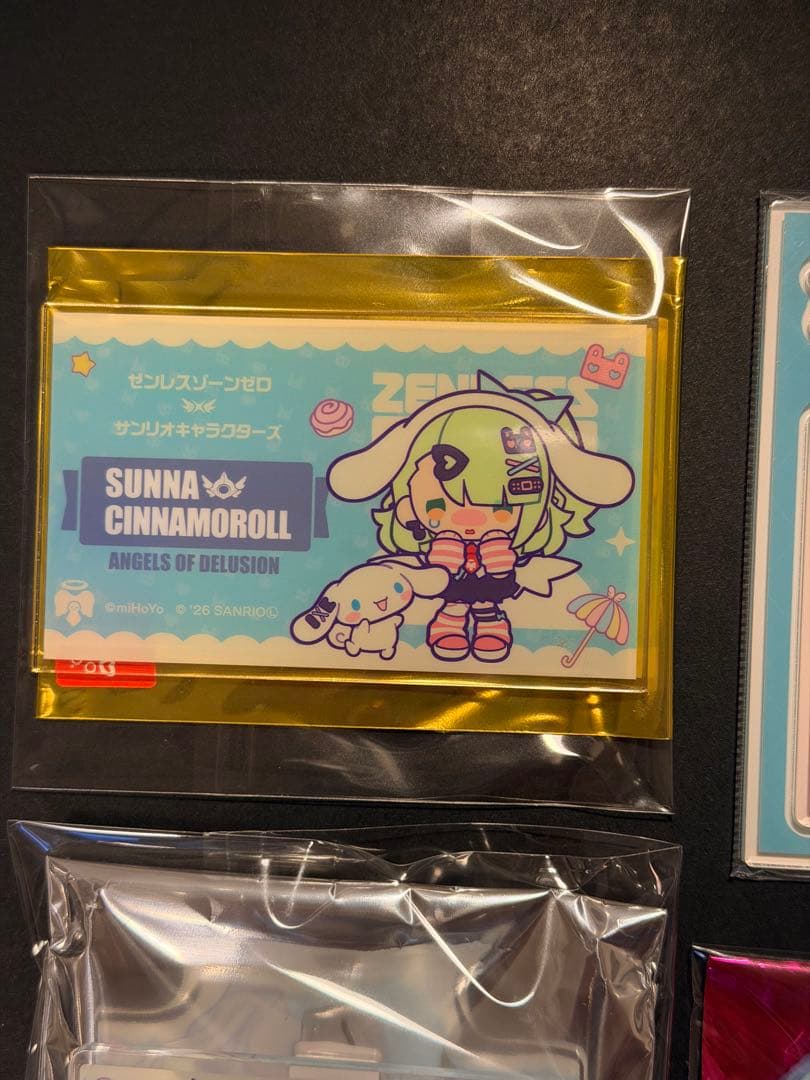 ゼンレスゾーンゼロ
サンリオキャラクターズ
SUNNA
CINNAMOROLL
ANGELS OF DELUSION
©miHoYo © '26 SANRIO Ⓛ